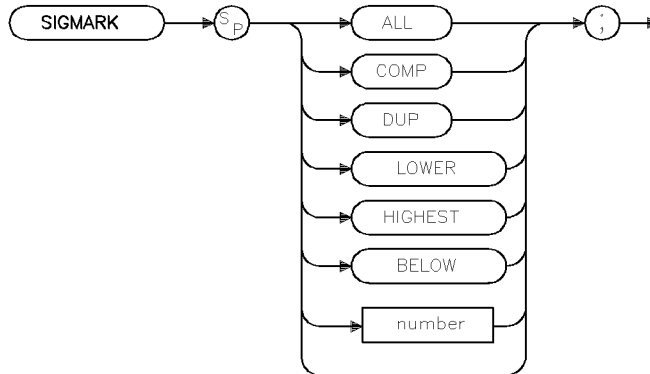 SIGMARK SP ALL ;
COMP
DUP
LOWER
HIGHEST
BELOW
number